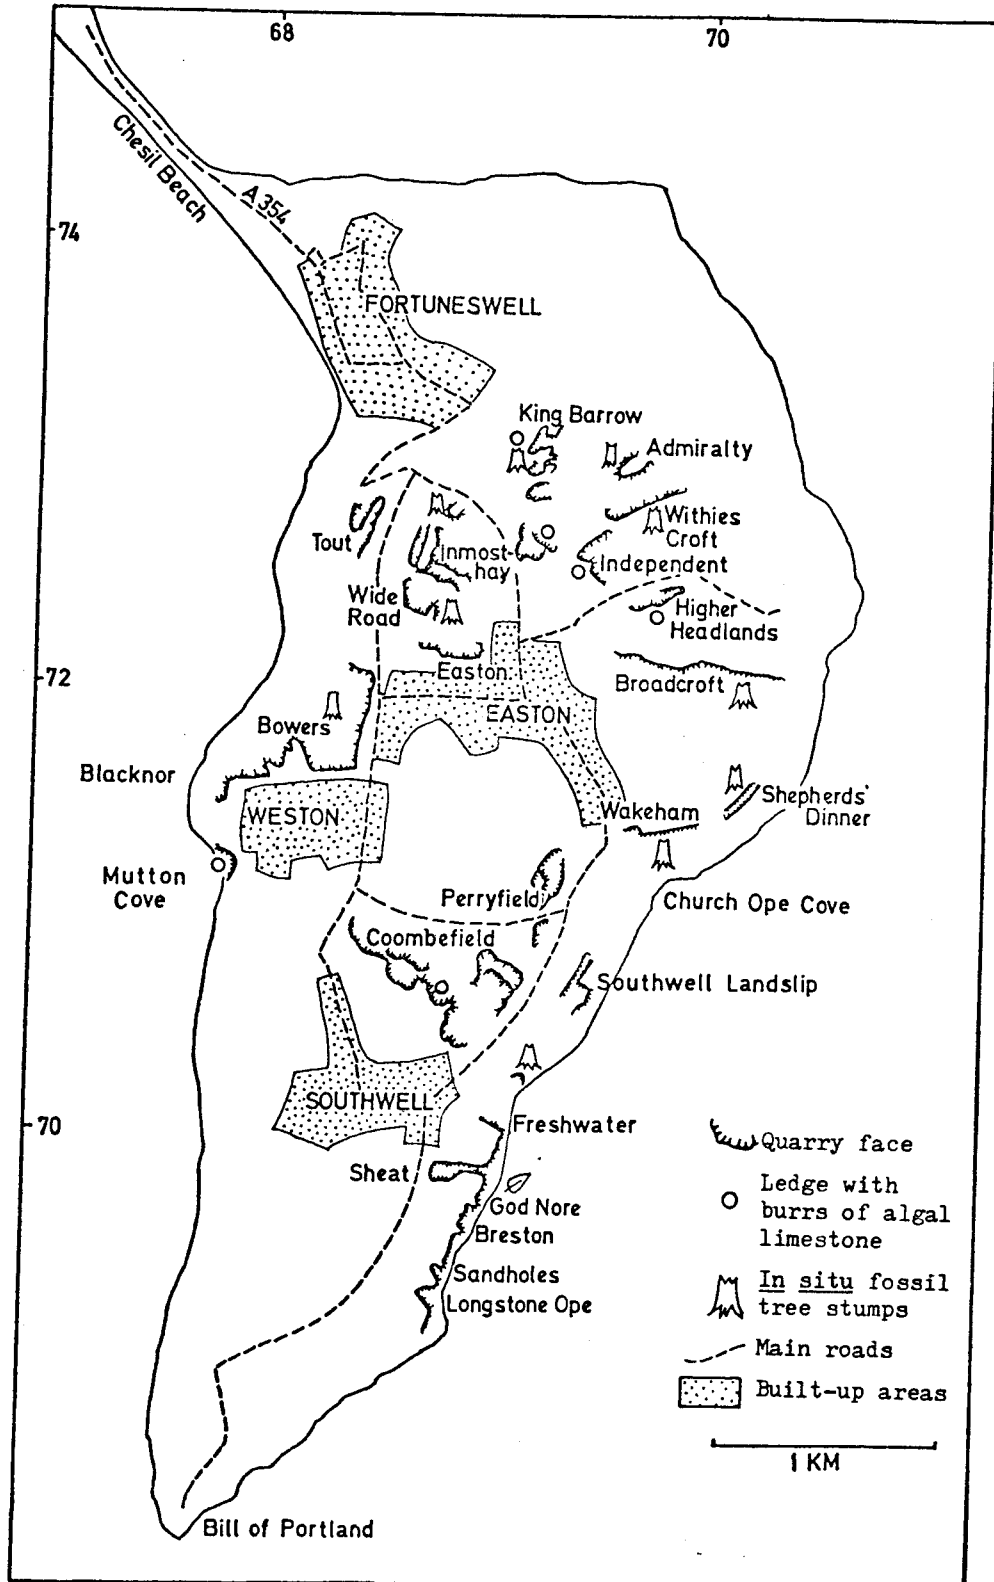 68
70
Chesil Beach
A 354
74
FORTUNESWELL
King Barrow
Admiralty
Withies
Croft
Tout
Inmost-
hay
Independent
Wide
Road
Higher
Headlands
72
Easton
Broadcroft
EASTON
Bowers
Blacknor
Shepherds'
Dinner
WESTON
Wakeham
Mutton
Cove
Perryfield
Church Ope Cove
Coombefield
Southwell Landslip
SOUTHWELL
70
Freshwater
Sheat
God Nore
Breston
Sandholes
Longstone Ope
Quarry face
Ledge with
burrs of algal
limestone
In situ fossil
tree stumps
Main roads
Built-up areas
1 KM
Bill of Portland